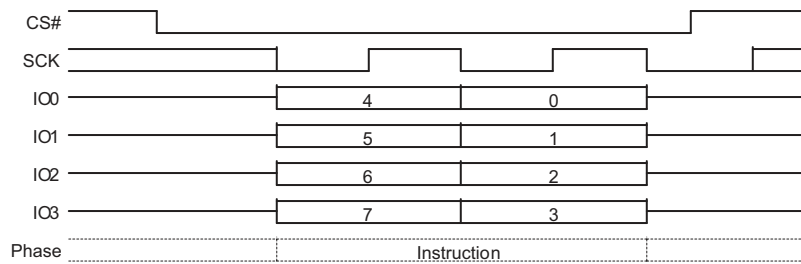 CS#
SCK
IO0 4 0
IO1 5 1
IO2 6 2
IO3 7 3
Phase Instruction